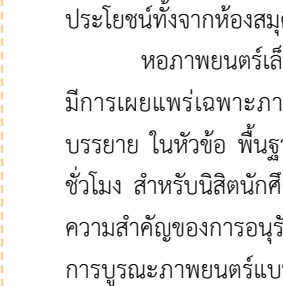 ประโยชน์ทั้งจากห้องสมุ
หอภาพยนตร์เล็
มีการเผยแพร่เฉพาะภา
บรรยาย ในหัวข้อ พื้นฐา
ชั่วโมง สำหรับนิสิตนักศึ
ความสำคัญของการอนุรั
การบูรณะภาพยนตร์แบ